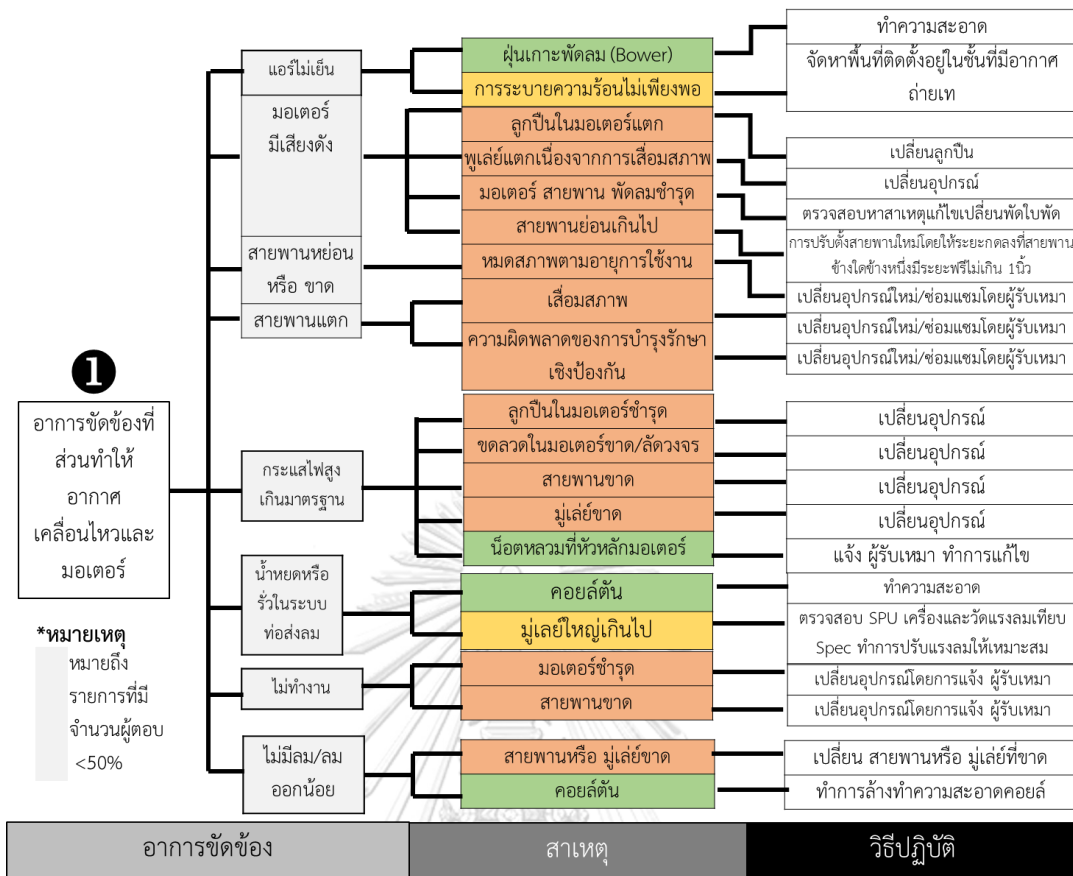 ทำความสะอาด
จัดหาพื้นที่ติดตั้งอยู่ในชั้นที่มีอากาศ
ถ่ายเท
แอร์ไม่เย็น
ฝุ่นเกาะพัดลม (Bower)
การระบายความร้อนไม่เพียงพอ
มอเตอร์
มีเสียงดัง
ลูกปืนในมอเตอร์แตก
พูเล่ย์แตกเนื่องจากการเสื่อมสภาพ
มอเตอร์ สายพาน พัดลมชำรุด
สายพานย่อนเกินไป
เปลี่ยนลูกปืน
เปลี่ยนอุปกรณ์
ตรวจสอบหาสาเหตุแก้ไขเปลี่ยนพัดใบพัด
การปรับตั้งสายพานใหม่โดยให้ระยะกดลงที่สายพาน
ข้างใดข้างหนึ่งมีระยะฟรีไม่เกิน 1นิ้ว
สายพานหย่อน
หรือ ขาด
หมดสภาพตามอายุการใช้งาน
เปลี่ยนอุปกรณ์ใหม่/ซ่อมแซมโดยผู้รับเหมา
สายพานแตก
เสื่อมสภาพ
เปลี่ยนอุปกรณ์ใหม่/ซ่อมแซมโดยผู้รับเหมา
ความผิดพลาดของการบำรุงรักษา
เชิงป้องกัน
เปลี่ยนอุปกรณ์ใหม่/ซ่อมแซมโดยผู้รับเหมา
1
อาการขัดข้องที่
ส่วนทำให้
อากาศ
เคลื่อนไหวและ
มอเตอร์
กระแสไฟสูง
เกินมาตรฐาน
ลูกปืนในมอเตอร์ชำรุด
เปลี่ยนอุปกรณ์
ขดลวดในมอเตอร์ขาด/ลัดวงจร
เปลี่ยนอุปกรณ์
สายพานขาด
เปลี่ยนอุปกรณ์
มู่เล่ย์ขาด
เปลี่ยนอุปกรณ์
น็อตหลวมที่หัวหลักมอเตอร์
แจ้ง ผู้รับเหมา ทำการแก้ไข
น้ำหยดหรือ
รั่วในระบบ
ท่อส่งลม
คอยล์ตัน
ทำความสะอาด
มู่เลย์ใหญ่เกินไป
ตรวจสอบ SPU เครื่องและวัดแรงลมเทียบ
Spec ทำการปรับแรงลมให้เหมาะสม
ไม่ทำงาน
มอเตอร์ชำรุด
เปลี่ยนอุปกรณ์โดยการแจ้ง ผู้รับเหมา
สายพานขาด
เปลี่ยนอุปกรณ์โดยการแจ้ง ผู้รับเหมา
ไม่มีลม/ลม
ออกน้อย
สายพานหรือ มู่เล่ย์ขาด
เปลี่ยน สายพานหรือ มู่เล่ย์ที่ขาด
คอยล์ตัน
ทำการล้างทำความสะอาดคอยล์
*หมายเหตุ
หมายถึง
รายการที่มี
จำนวนผู้ตอบ
<50%
อาการขัดข้อง
สาเหตุ
วิธีปฏิบัติ